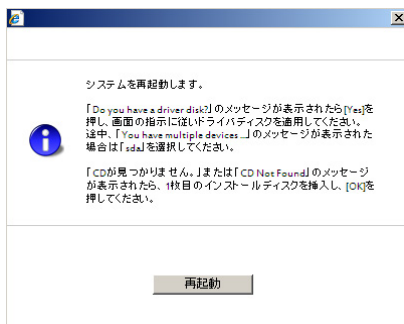 システムを再起動します。
「Do you have a driver disk?」のメッセージが表示されたら[Yes]を
押し、画面の指示に従いドライバディスクを適用してください。
途中、「You have multiple devices ...」のメッセージが表示された
場合は「sda」を選択してください。
「CDが見つかりません。」または「CD Not Found」のメッセージ
が表示されたら、1枚目のインストールディスクを挿入し、[OK]を
押してください。
再起動